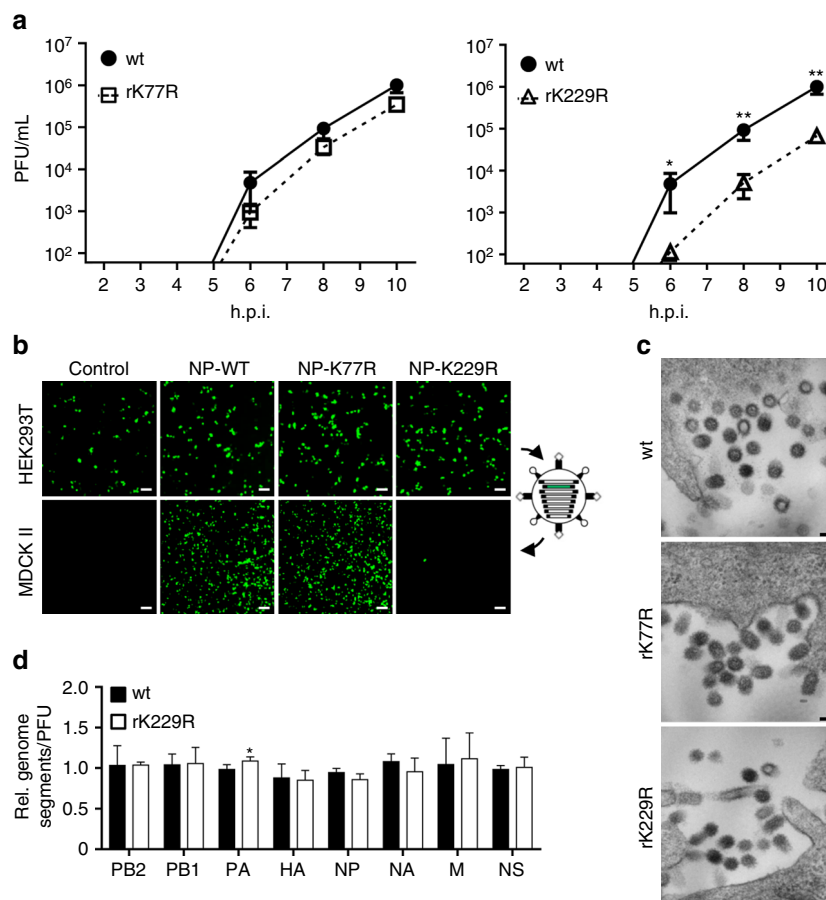 a
10⁷
10⁶
10⁵
10⁴
10³
10²
PFU/mL
wt
rK77R
2 3 4 5 6 7 8 9 10
h.p.i.
10⁷
10⁶
10⁵
10⁴
10³
10²
wt
rK229R
*
**
**
2 3 4 5 6 7 8 9 10
h.p.i.
b
Control NP-WT NP-K77R NP-K229R
HEK293T
MDCK II
c
wt
rK77R
rK229R
d
2.0
1.5
1.0
0.5
0
Rel. genome
segments/PFU
wt
rK229R
*
PB2 PB1 PA HA NP NA M NS